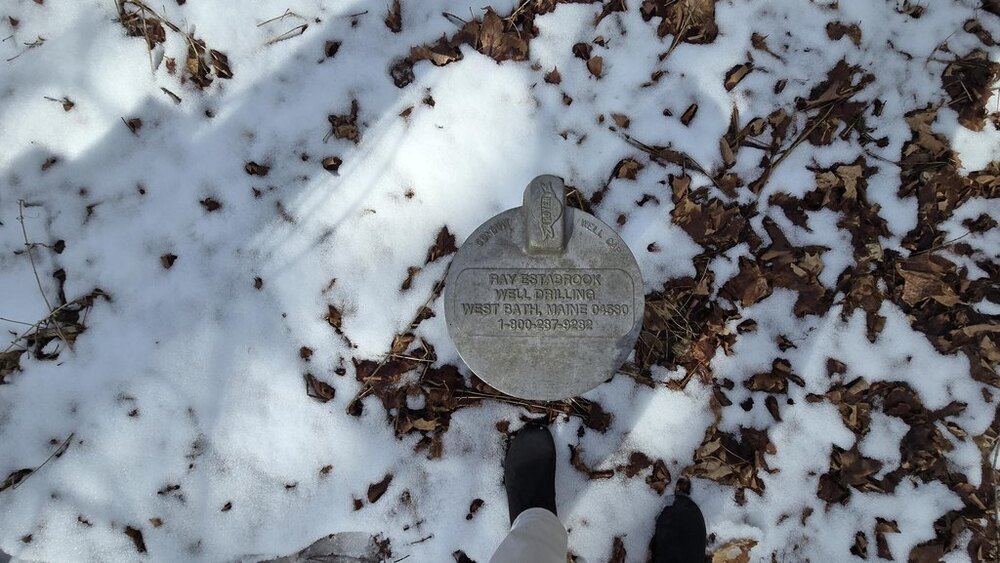 WELL CAP
RAY ESTABROOK
WELL DRILLING
WEST BATH, MAINE 04530
1-800-287-9282